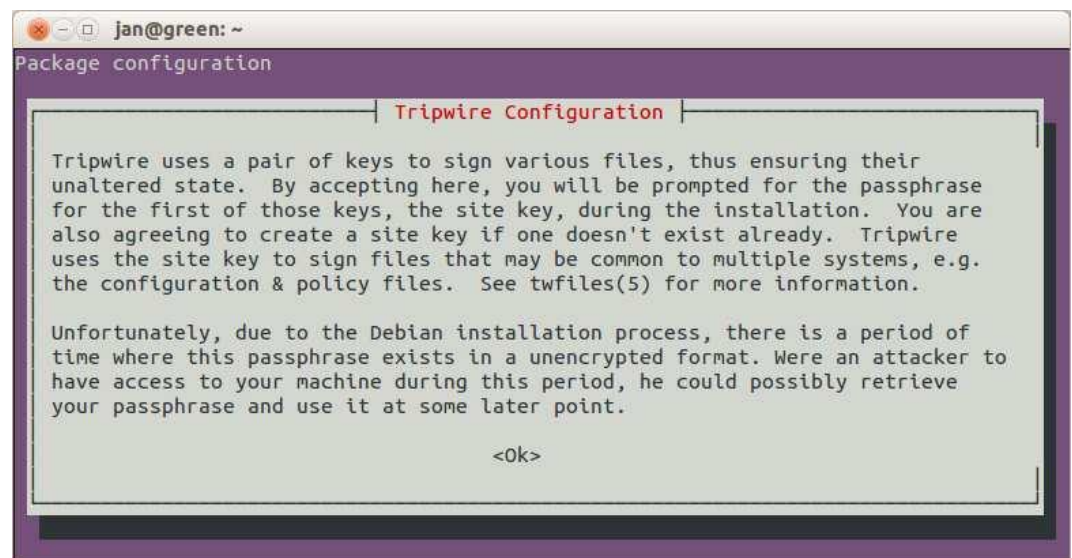 jan@green: ~
Package configuration
Tripwire Configuration
Tripwire uses a pair of keys to sign various files, thus ensuring their
unaltered state.  By accepting here, you will be prompted for the passphrase
for the first of those keys, the site key, during the installation.  You are
also agreeing to create a site key if one doesn't exist already.  Tripwire
uses the site key to sign files that may be common to multiple systems, e.g.
the configuration & policy files.  See twfiles(5) for more information.
Unfortunately, due to the Debian installation process, there is a period of
time where this passphrase exists in a unencrypted format. Were an attacker to
have access to your machine during this period, he could possibly retrieve
your passphrase and use it at some later point.
<Ok>